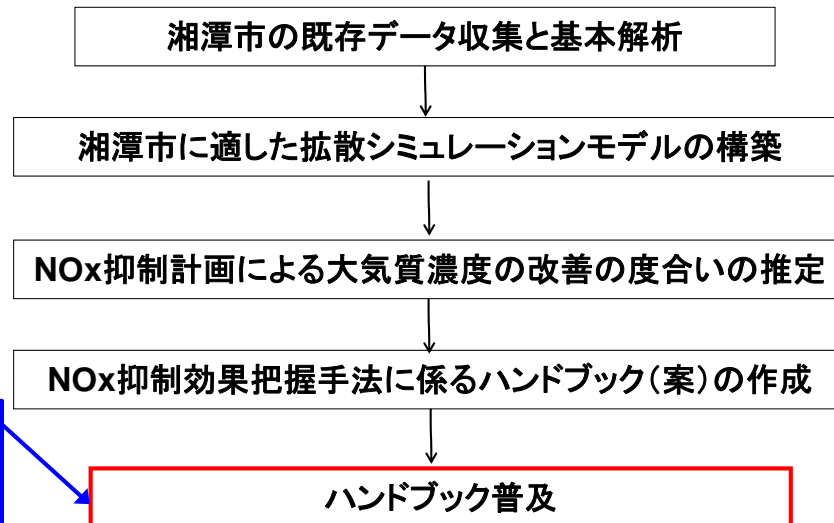 湘潭市の既存データ収集と基本解析
湘潭市に適した拡散シミュレーションモデルの構築
NOx抑制計画による大気質濃度の改善の度合いの推定
NOx抑制効果把握手法に係るハンドブック（案）の作成
ハンドブック普及